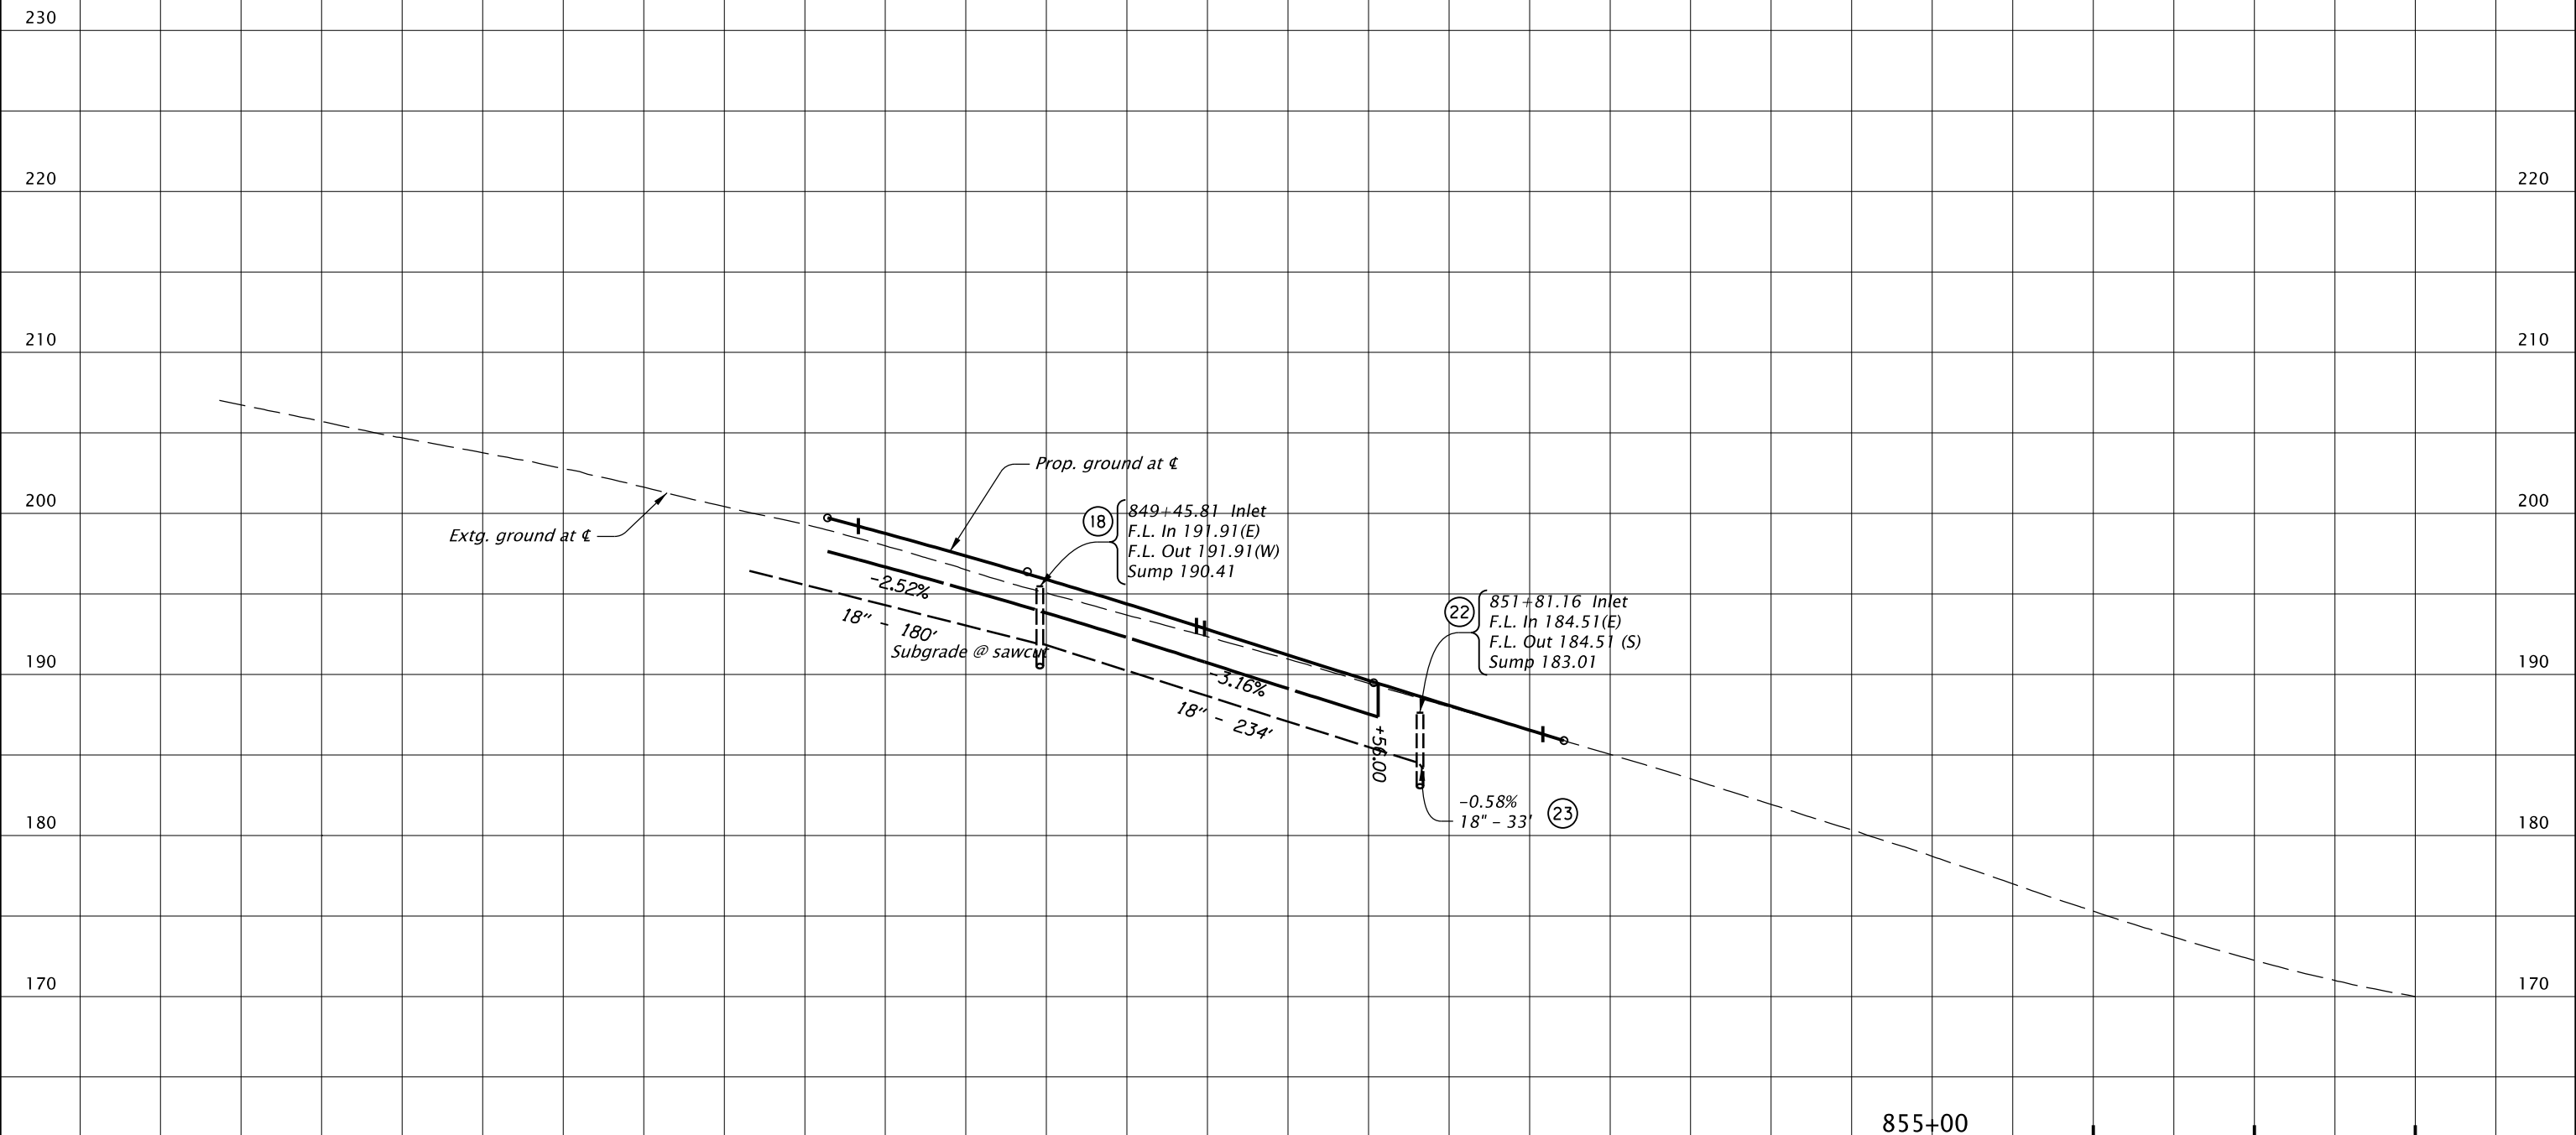 230
220
220
210
210
Prop. ground at ℄
200
200
18
849+45.81 Inlet
F.L. In 191.91(E)
F.L. Out 191.91(W)
Sump 190.41
Extg. ground at ℄
-2.52%
18" - 180'
Subgrade @ sawcut
22
851+81.16 Inlet
F.L. In 184.51(E)
F.L. Out 184.51 (S)
Sump 183.01
190
190
-3.16%
18" - 234'
+56.00
-0.58%
18" - 33'
23
180
180
170
170
855+00